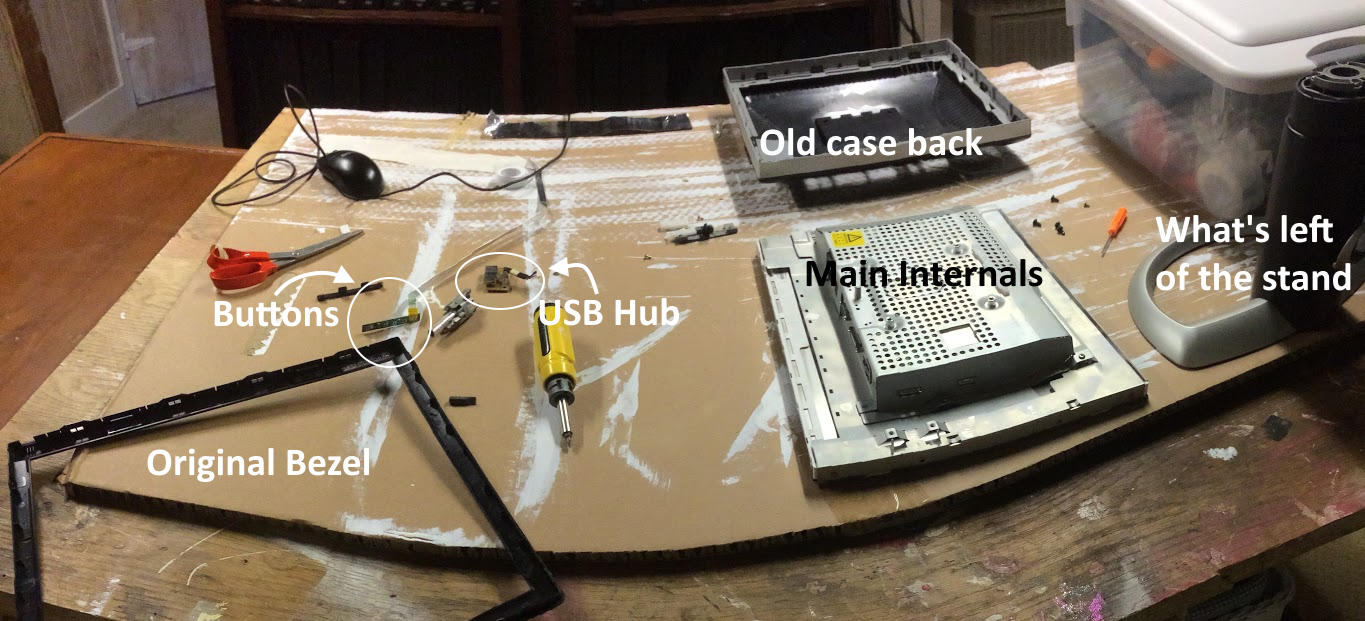 Old case back
What's left
of the stand
Main Internals
Buttons
USB Hub
Original Bezel